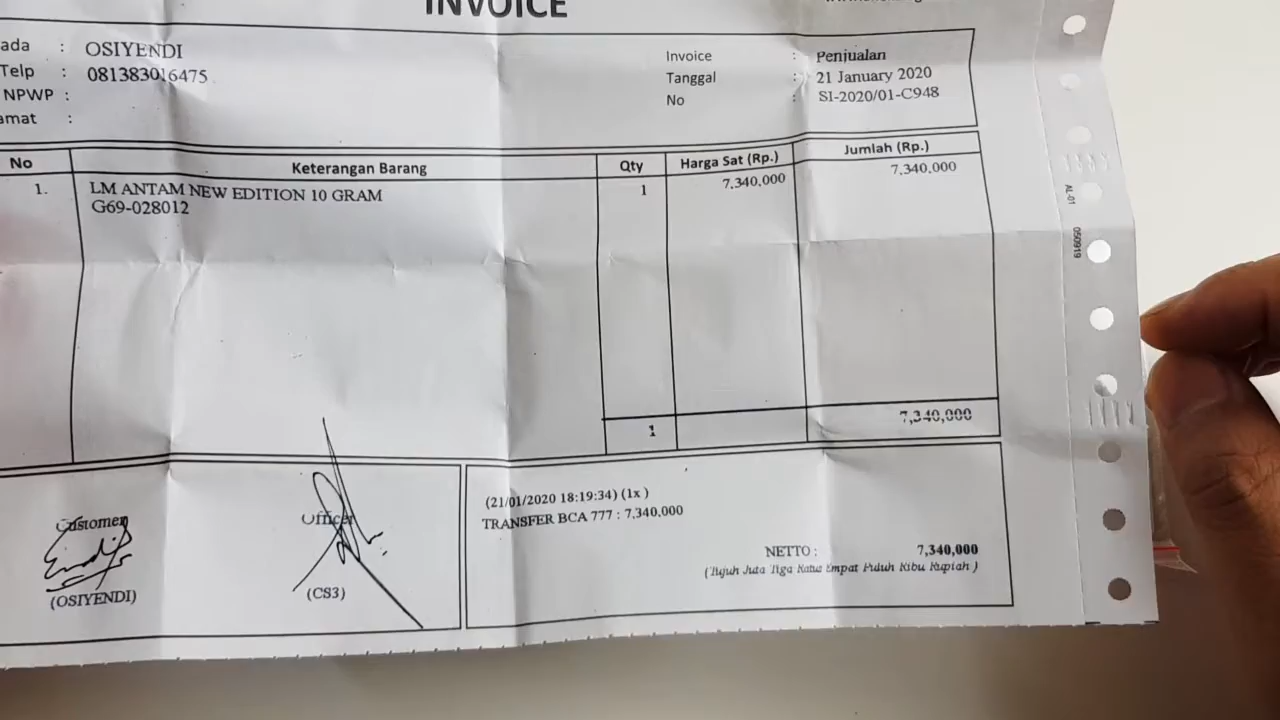 INVOICE
ada : OSIYENDI
Telp : 081383016475
NPWP :
amat :
Invoice : Penjualan
Tanggal : 21 January 2020
No : SI-2020/01-C948
No Keterangan Barang Qty Harga Sat (Rp.) Jumlah (Rp.)
1. LM ANTAM NEW EDITION 10 GRAM 1 7,340,000 7,340,000
G69-028012
1 7,340,000
Customer
(OSIYENDI)
Officer
(CS3)
(21/01/2020 18:19:34) (1x )
TRANSFER BCA 777 : 7,340,000
NETTO : 7,340,000
(Tujuh Juta Tiga Ratus Empat Puluh Ribu Rupiah )
AL-01
050919